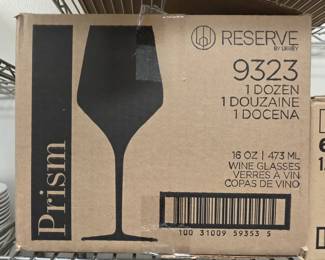 RESERVE
BY LIBBEY
9323
1 DOZEN
1 DOUZAINE
1 DOCENA
Prism
16 OZ | 473 ML
WINE GLASSES
VERRES À VIN
COPAS DE VINO
100 31009 59353 5